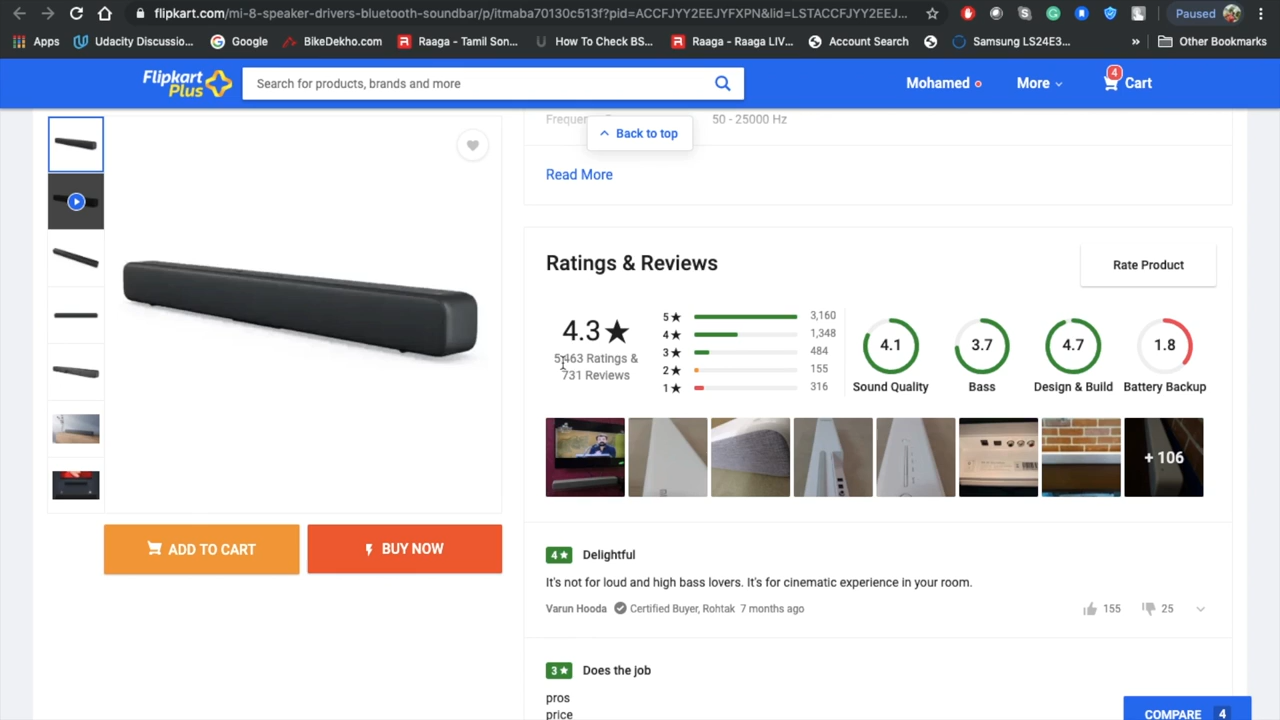 flipkart.com/mi-8-speaker-drivers-bluetooth-soundbar/p/itmaba70130c513f?pid=ACCFJYY2EEJYFXPN&lid=LSTACCFJYY2EEJ...
Paused
Apps
Udacity Discussio...
Google
BikeDekho.com
Raaga - Tamil Son...
How To Check BS...
Raaga - Raaga LIV...
Account Search
Samsung LS24E3...
»
Other Bookmarks
Flipkart
Plus
Search for products, brands and more
Mohamed
More
4
Cart
50 - 25000 Hz
Back to top
Read More
Ratings & Reviews
Rate Product
4.3★
5,463 Ratings &
731 Reviews
5★ 3,160
4★ 1,348
3★ 484
2★ 155
1★ 316
4.1
Sound Quality
3.7
Bass
4.7
Design & Build
1.8
Battery Backup
+ 106
ADD TO CART
BUY NOW
4★ Delightful
It's not for loud and high bass lovers. It's for cinematic experience in your room.
Varun Hooda Certified Buyer, Rohtak 7 months ago
155
25
3★ Does the job
pros
price
COMPARE 4